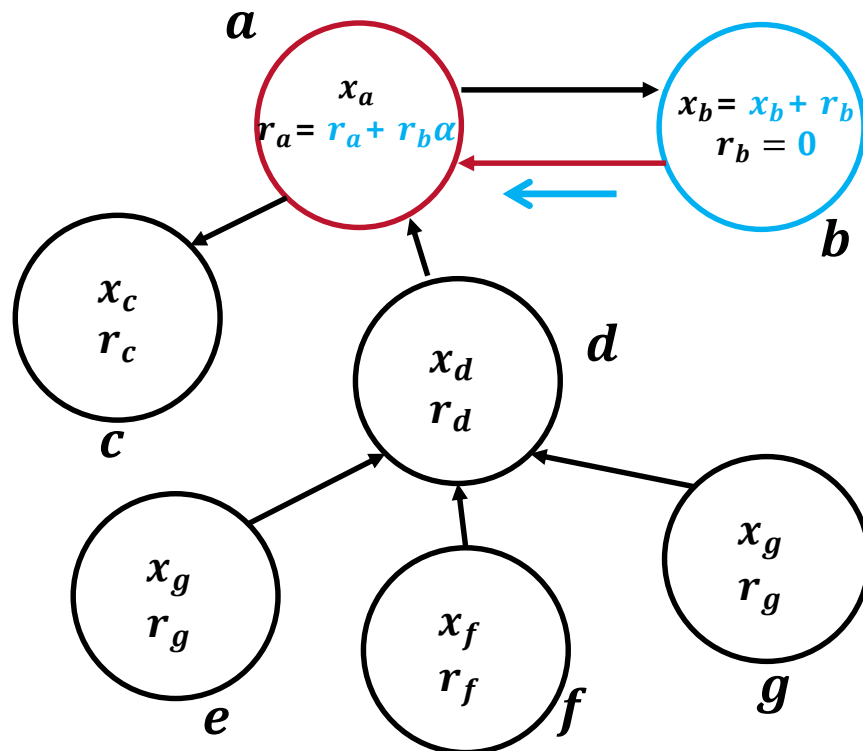 a
x_a
r_a = r_a + r_b α
x_b = x_b + r_b
r_b = 0
b
x_c
r_c
c
x_d
r_d
d
x_g
r_g
e
x_f
r_f
f
x_g
r_g
g